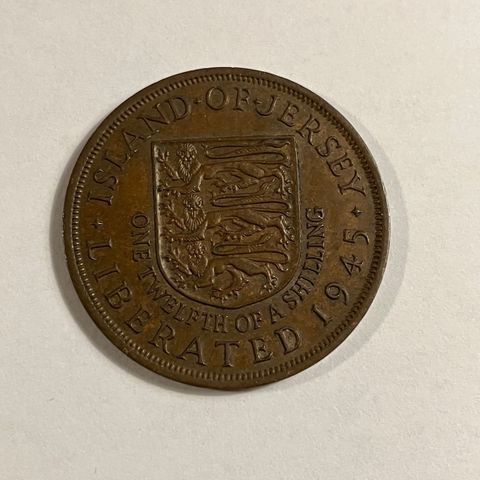 ISLAND·OF·JERSEY
LIBERATED 1945
ONE TWELFTH OF A SHILLING